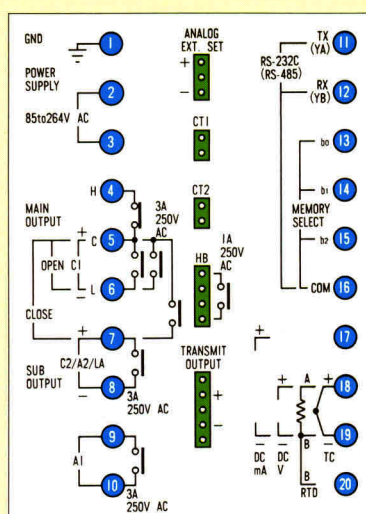 GND
1
POWER
SUPPLY
2
85to264V AC
3
H
4
3A
250V
AC
MAIN
OUTPUT
+
C
5
OPEN
C1
−
L
6
CLOSE
+
7
C2/A2/LA
SUB
OUTPUT
−
8
3A
250V AC
9
A1
10
3A
250V AC
ANALOG
EXT. SET
+
−
CT1
CT2
1A
250V
AC
HB
TRANSMIT
OUTPUT
+
−
TX
(YA)
11
RS-232C
(RS-485)
RX
(YB)
12
b0
13
b1
14
MEMORY
SELECT
b2
15
COM
16
+
17
+
A
+
18
−
−
B
−
19
DC
mA
DC
V
TC
B
RTD
20